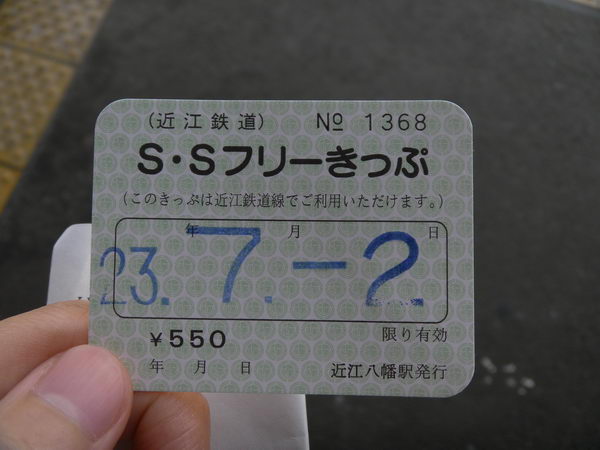 (近江鉄道) № 1368
S・Sフリーきっぷ
(このきっぷは近江鉄道線でご利用いただけます。)
年 月 日
23.7.-2
¥550 限り有効
年 月 日 近江八幡駅発行